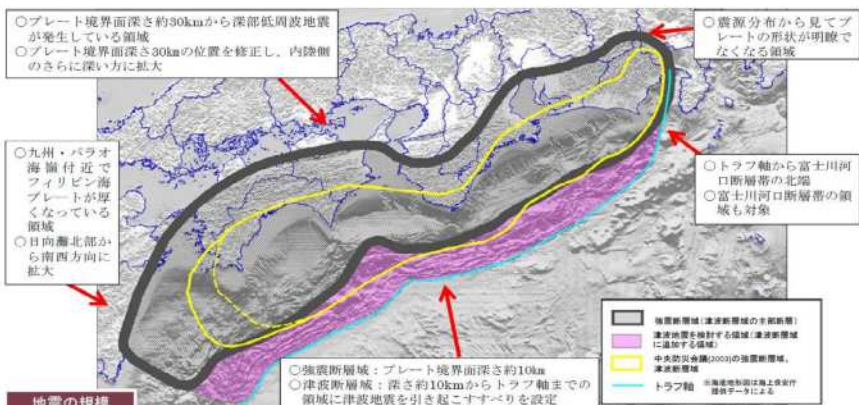 ○プレート境界面深さ約30kmから深部低周波地震
が発生している領域
○プレート境界面深さ30㎞の位置を修正し、内陸側
のさらに深い方に拡大
○震源分布から見てプ
レートの形状が明瞭で
なくなる領域
○九州・パラオ
海嶺付近で
フィリピン海
プレートが厚
くなっている
領域
○日向灘北部か
ら南西方向に
拡大
○トラフ軸から富士川河
口断層帯の北端
○富士川河口断層帯の領
域も対象
強震断層域(津波断層域の主部断層)
津波地震を検討する領域(津波断層域
に追加する領域)
中央防災会議(2003)の強震断層域、
津波断層域
トラフ軸 ※海底地形図は海上保安庁
提供データによる
○強震断層域：プレート境界面深さ約10㎞
○津波断層域：深さ約10kmからトラフ軸までの
領域に津波地震を引き起こすすべりを設定
地震の規模